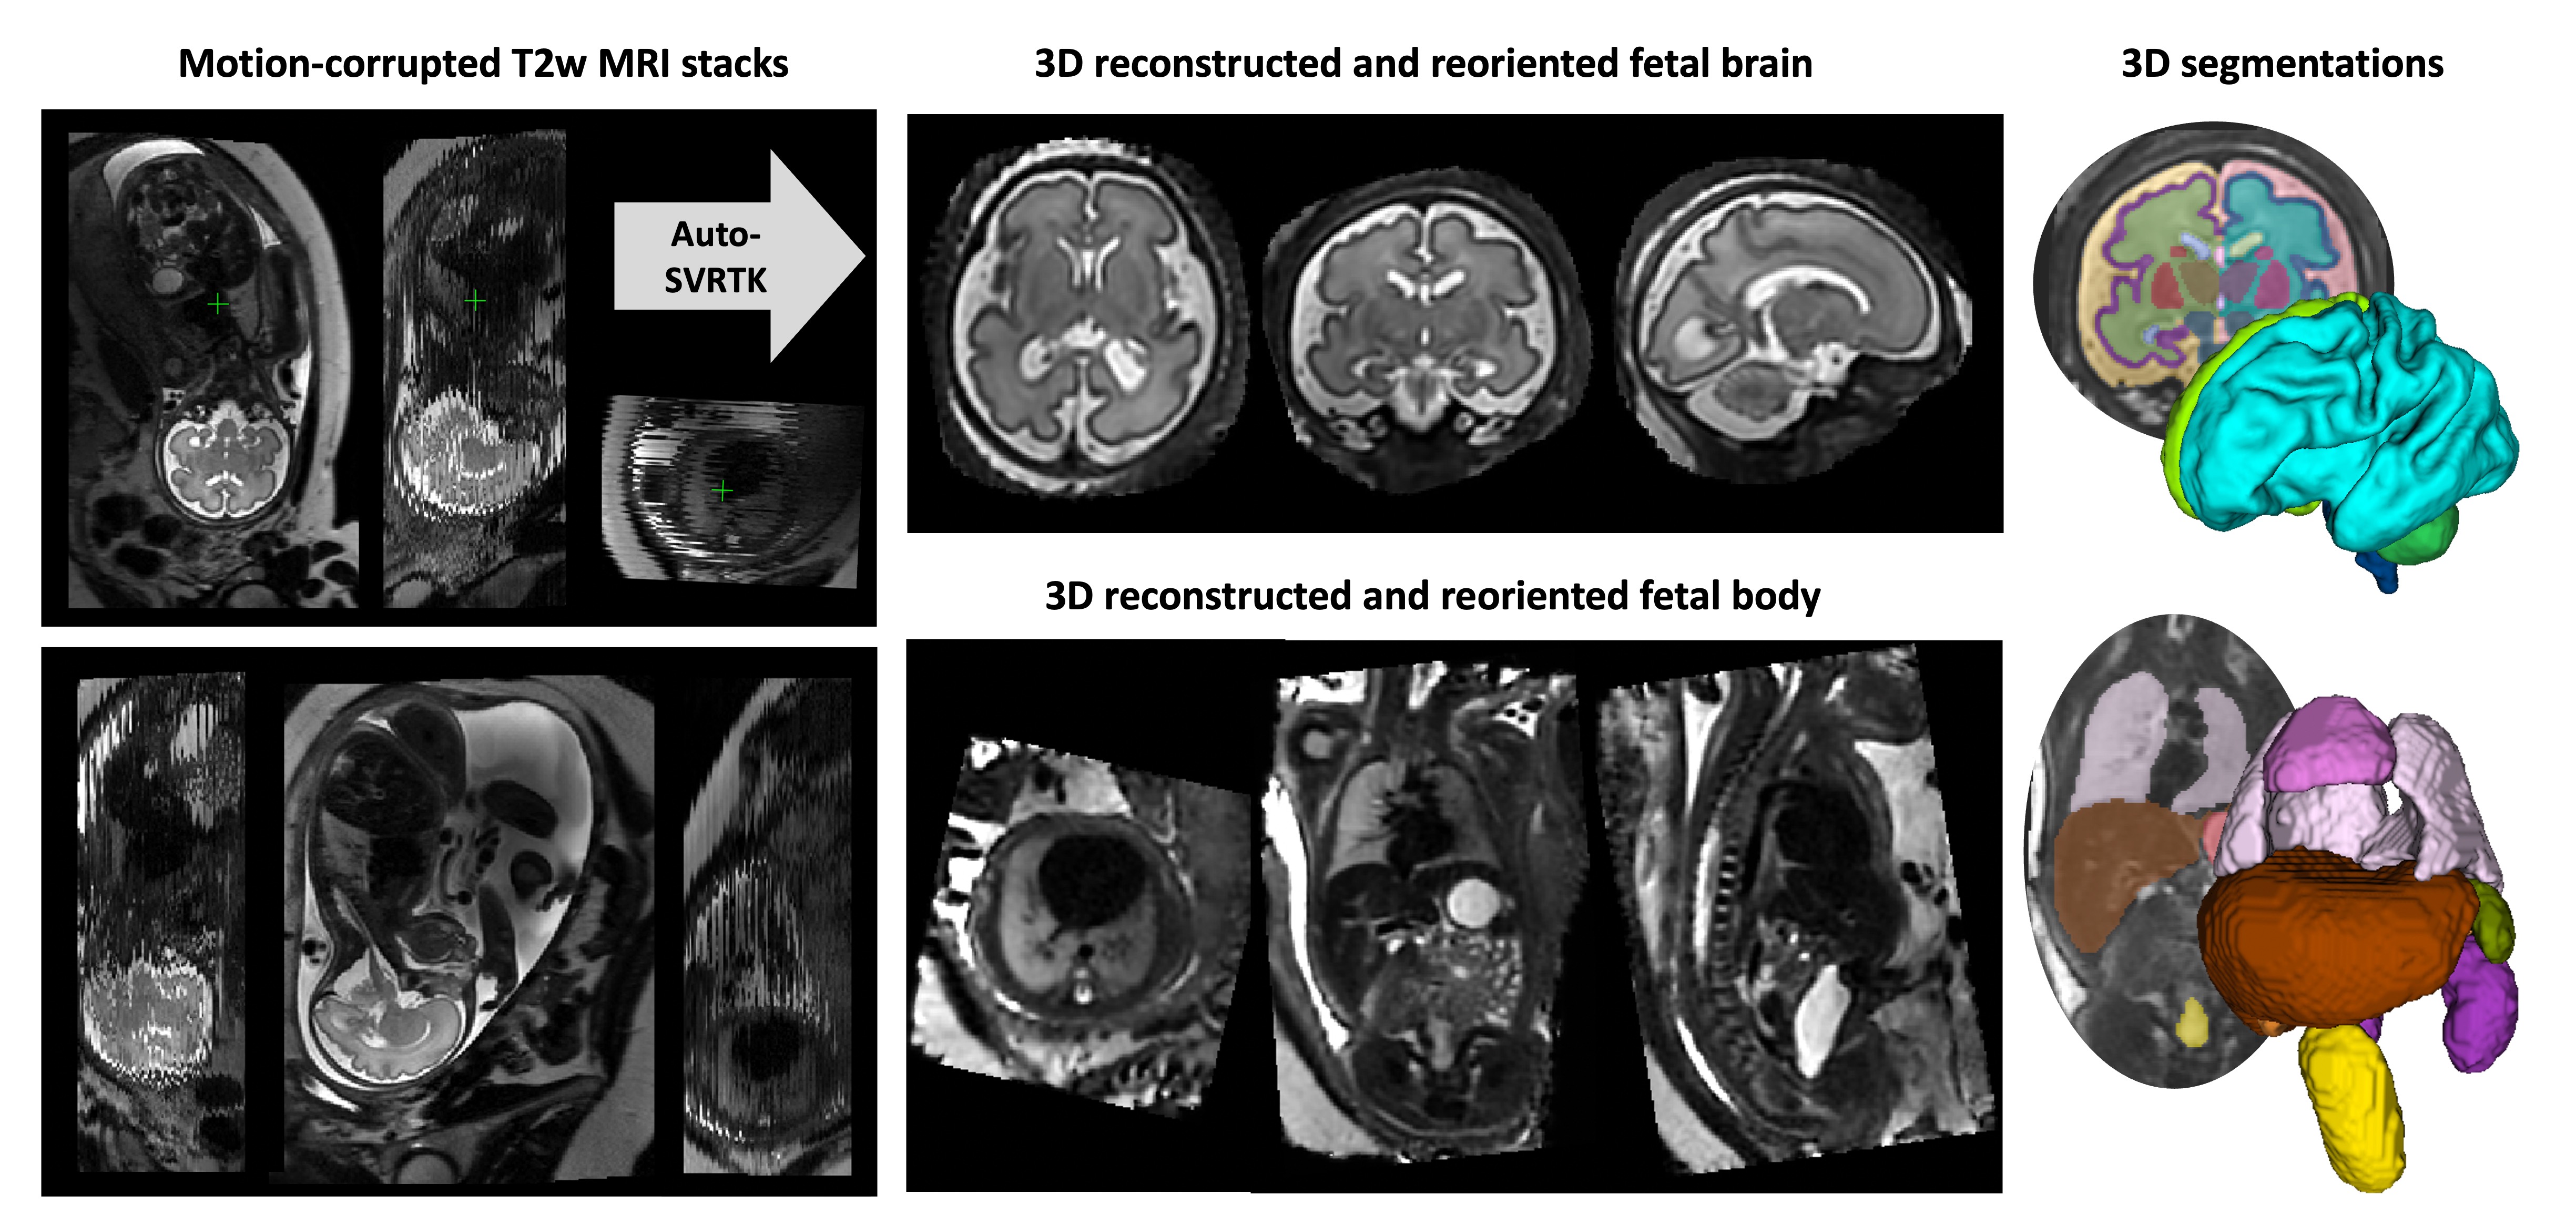 Motion-corrupted T2w MRI stacks
3D reconstructed and reoriented fetal brain
3D segmentations
Auto-
SVRTK
3D reconstructed and reoriented fetal body